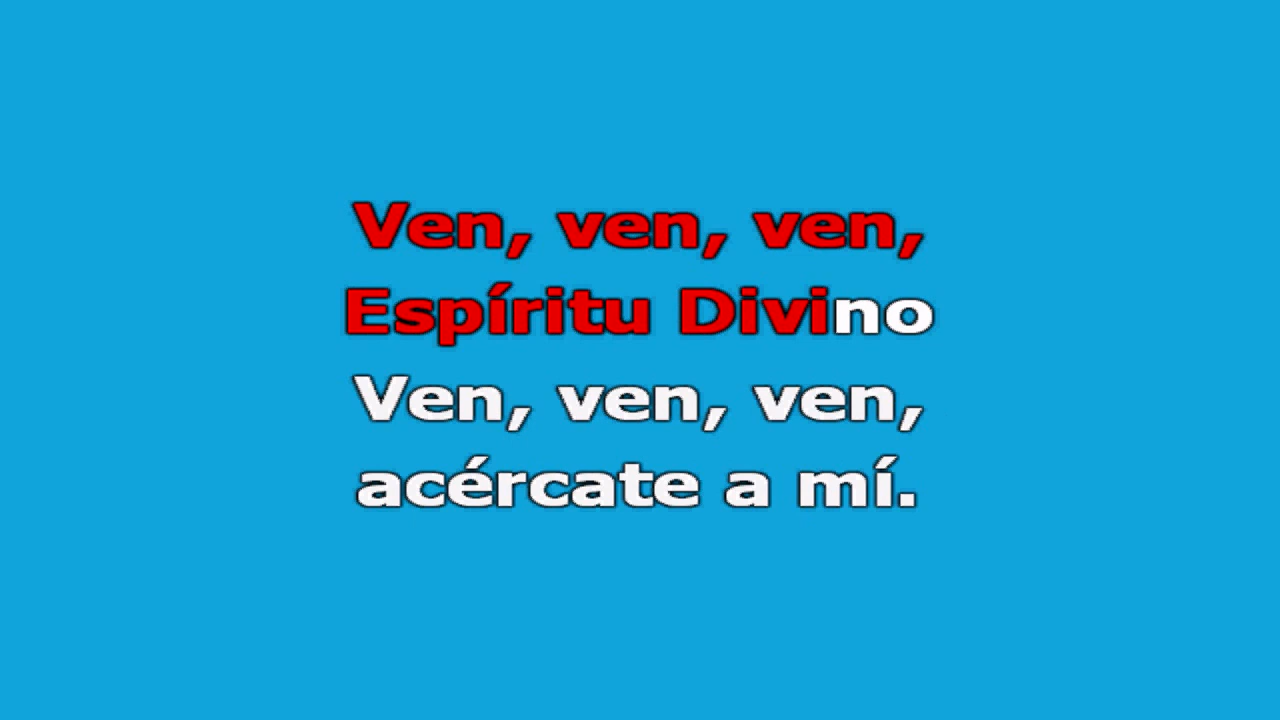 Ven, ven, ven,
Espíritu Divino
Ven, ven, ven,
acércate a mí.